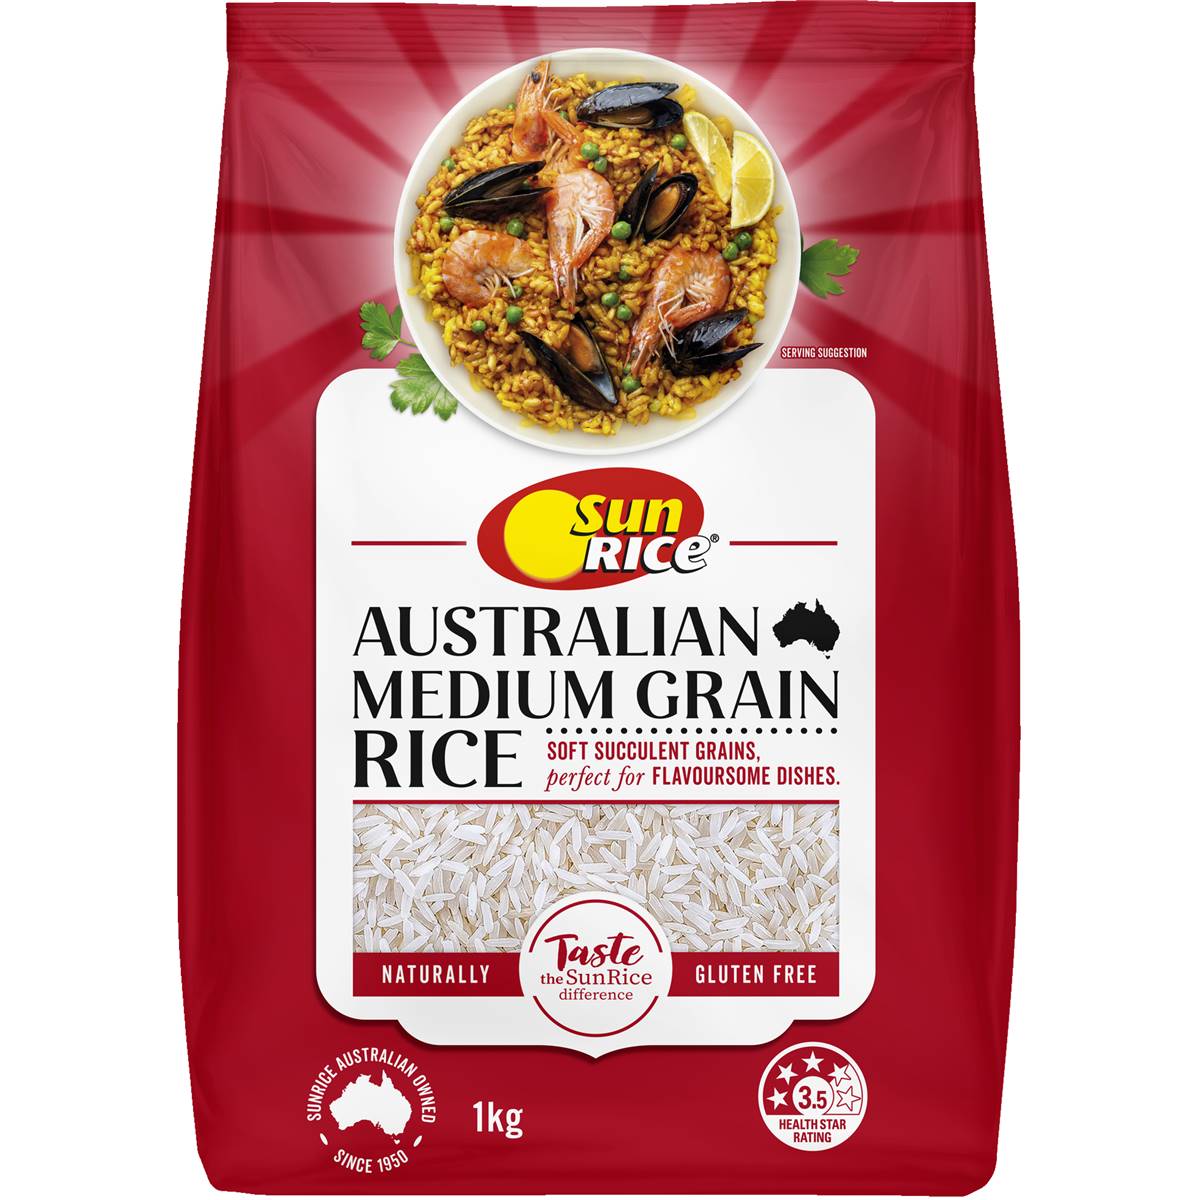 SERVING SUGGESTION
Sun
RICE®
AUSTRALIAN
MEDIUM GRAIN
RICE
SOFT SUCCULENT GRAINS,
perfect for FLAVOURSOME DISHES.
Taste
the SunRice
difference
NATURALLY
GLUTEN FREE
SUNRICE AUSTRALIAN OWNED
SINCE 1950
1kg
3.5
HEALTH STAR
RATING